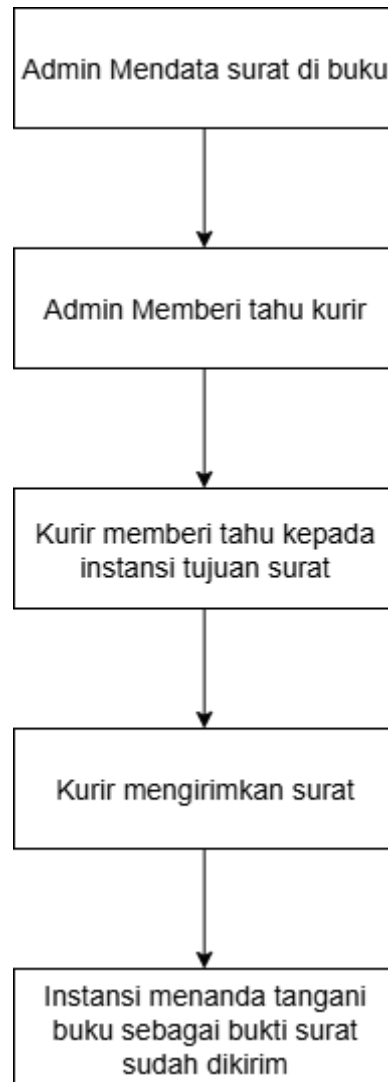 Admin Mendata surat di buku
Admin Memberi tahu kurir
Kurir memberi tahu kepada
instansi tujuan surat
Kurir mengirimkan surat
Instansi menanda tangani
buku sebagai bukti surat
sudah dikirim